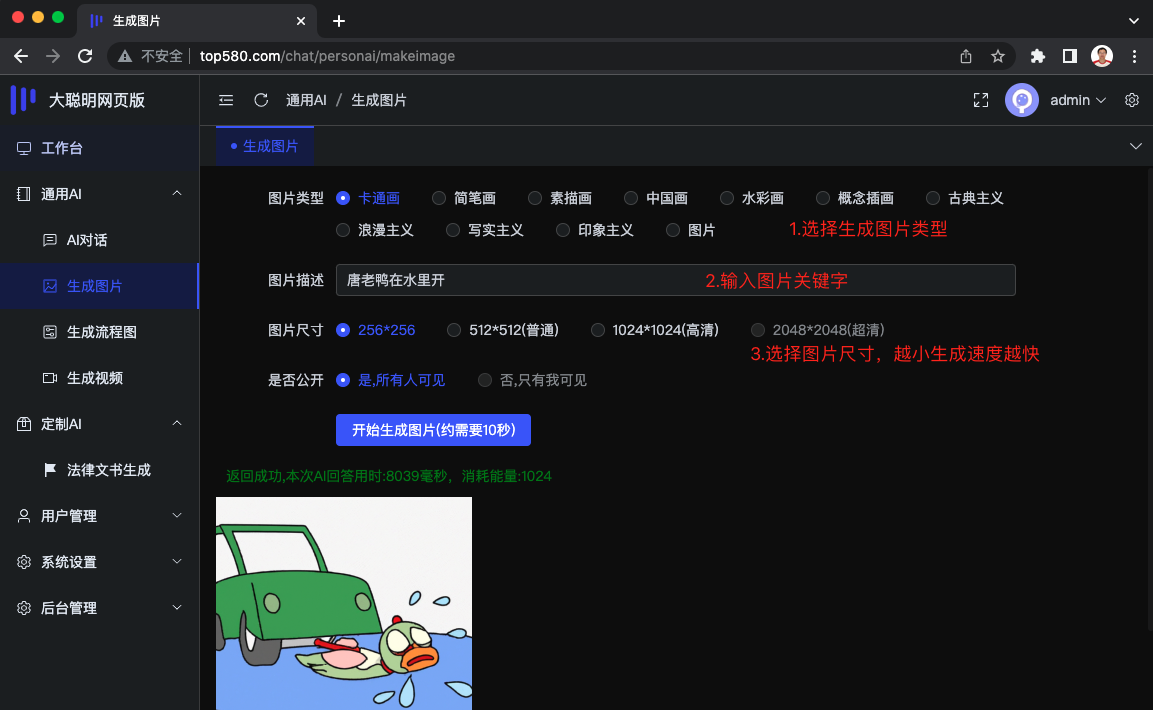 生成图片
不安全 top580.com/chat/personai/makeimage
大聪明网页版
通用AI / 生成图片
admin
工作台
通用AI
AI对话
生成图片
生成流程图
生成视频
定制AI
法律文书生成
用户管理
系统设置
后台管理
生成图片
图片类型 卡通画 简笔画 素描画 中国画 水彩画 概念插画 古典主义
浪漫主义 写实主义 印象主义 图片
1.选择生成图片类型
图片描述 唐老鸭在水里开
2.输入图片关键字
图片尺寸 256*256 512*512(普通) 1024*1024(高清) 2048*2048(超清)
3.选择图片尺寸，越小生成速度越快
是否公开 是,所有人可见 否,只有我可见
开始生成图片(约需要10秒)
返回成功,本次AI回答用时:8039毫秒，消耗能量:1024